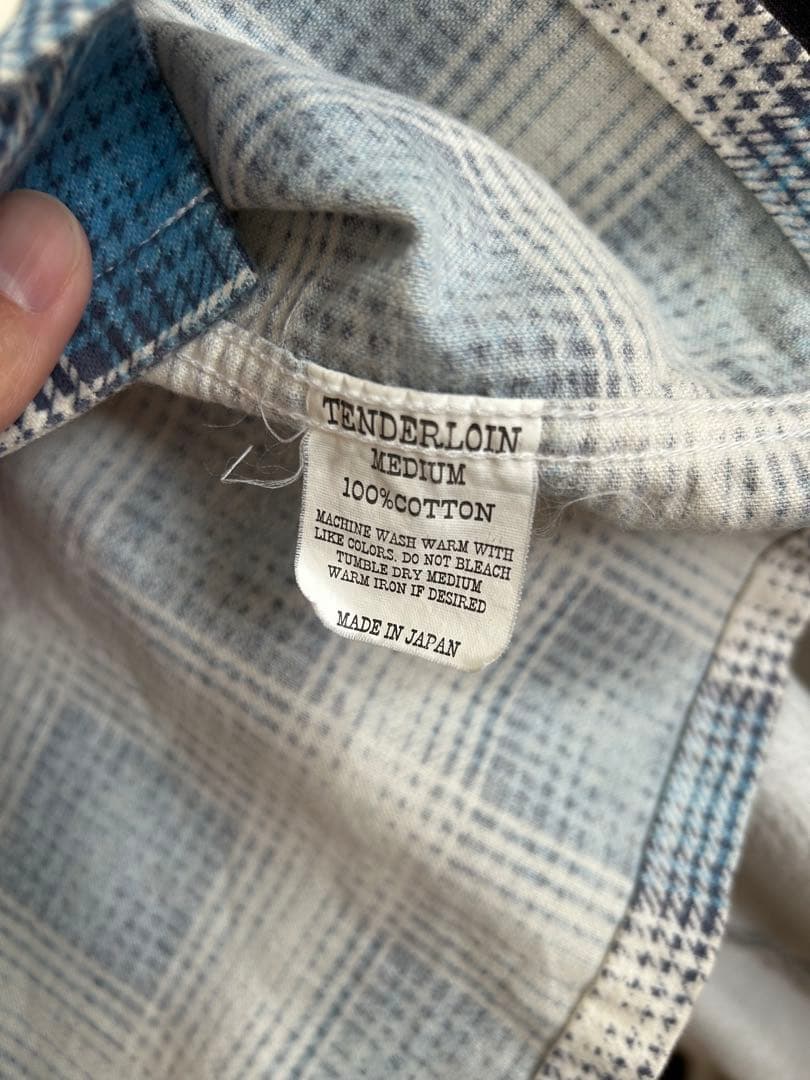 TENDERLOIN
MEDIUM
100%COTTON
MACHINE WASH WARM WITH
LIKE COLORS. DO NOT BLEACH
TUMBLE DRY MEDIUM
WARM IRON IF DESIRED
MADE IN JAPAN